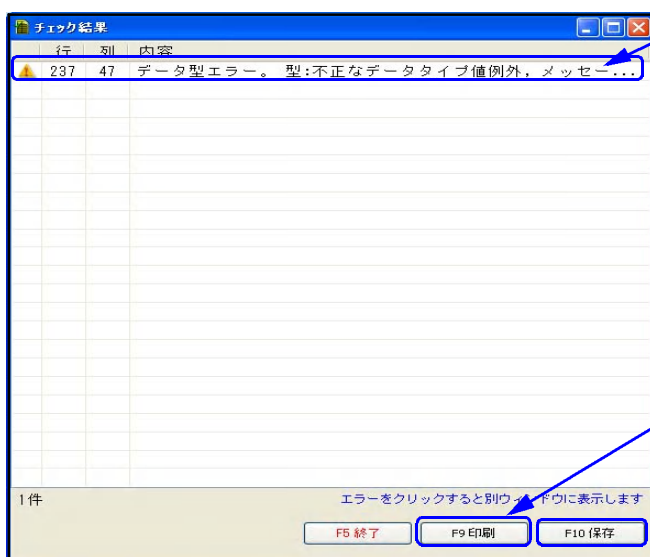 チェック結果
行 列 内容
237 47 データ型エラー。 型:不正なデータタイプ値例外, メッセー...
1件 エラーをクリックすると別ウィンドウに表示します
F5 終了 F9 印刷 F10 保存